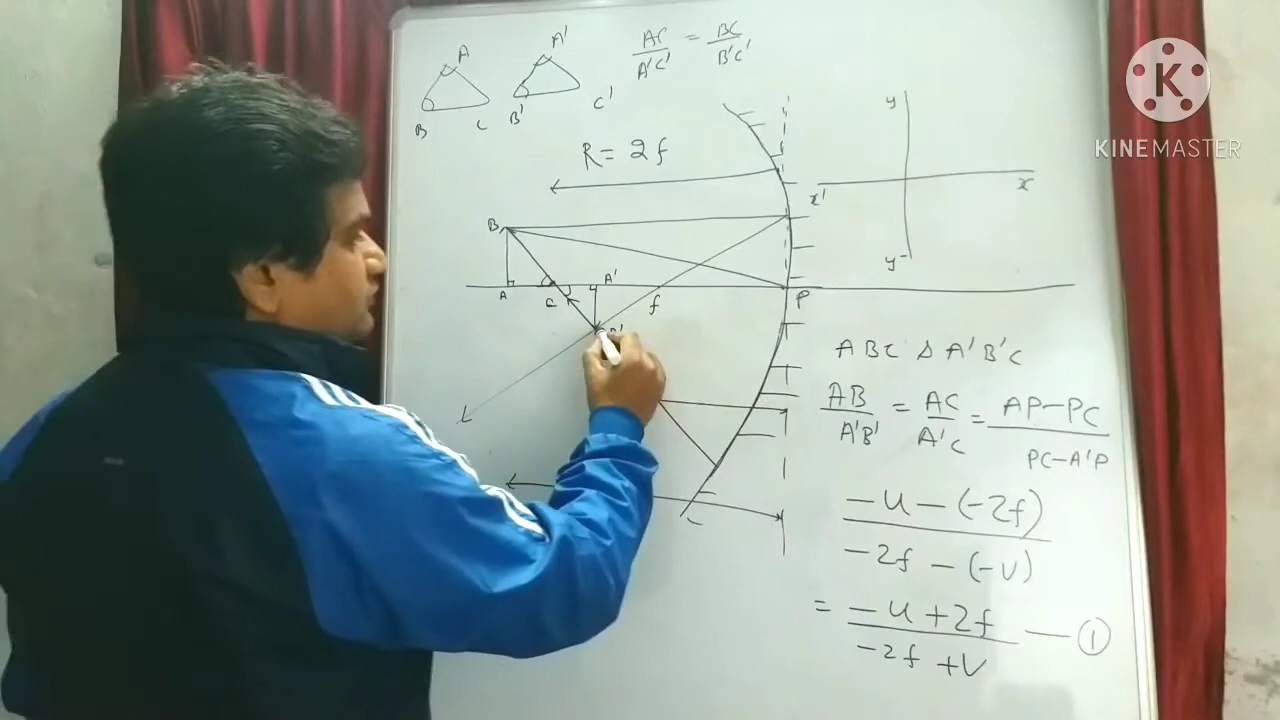 A A' AC/A'C' = BC/B'C'
B C B' C'
R = 2f
y
x' x
y-
B
A C A' f P
B'
L
ABC Δ A'B'C
AB/A'B' = AC/A'C = AP-PC/PC-A'P
-u-(-2f)/-2f-(-v)
= -u+2f/-2f+v — ①
K
KINEMASTER